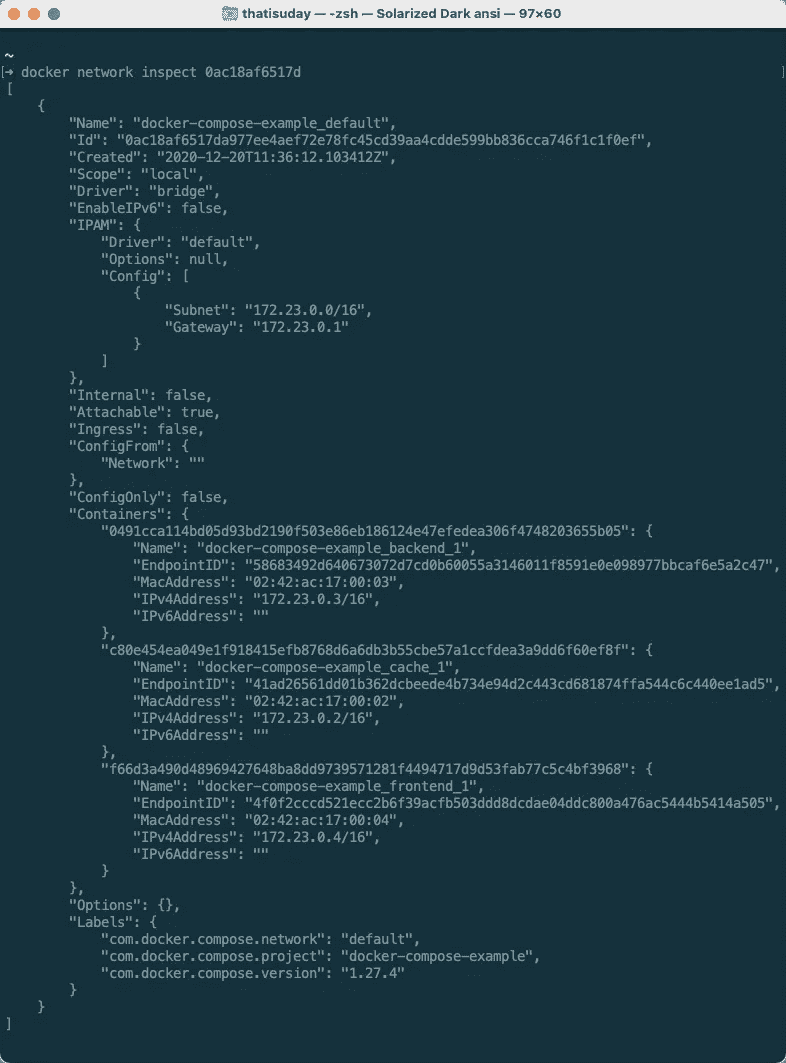 thatisuday — -zsh — Solarized Dark ansi — 97×60
~
[➜ docker network inspect 0ac18af6517d ]
[
    {
        "Name": "docker-compose-example_default",
        "Id": "0ac18af6517da977ee4aef72e78fc45cd39aa4cdde599bb836cca746f1c1f0ef",
        "Created": "2020-12-20T11:36:12.103412Z",
        "Scope": "local",
        "Driver": "bridge",
        "EnableIPv6": false,
        "IPAM": {
            "Driver": "default",
            "Options": null,
            "Config": [
                {
                    "Subnet": "172.23.0.0/16",
                    "Gateway": "172.23.0.1"
                }
            ]
        },
        "Internal": false,
        "Attachable": true,
        "Ingress": false,
        "ConfigFrom": {
            "Network": ""
        },
        "ConfigOnly": false,
        "Containers": {
            "0491cca114bd05d93bd2190f503e86eb186124e47efedea306f4748203655b05": {
                "Name": "docker-compose-example_backend_1",
                "EndpointID": "58683492d640673072d7cd0b60055a3146011f8591e0e098977bbcaf6e5a2c47",
                "MacAddress": "02:42:ac:17:00:03",
                "IPv4Address": "172.23.0.3/16",
                "IPv6Address": ""
            },
            "c80e454ea049e1f918415efb8768d6a6db3b55cbe57a1ccfdea3a9dd6f60ef8f": {
                "Name": "docker-compose-example_cache_1",
                "EndpointID": "41ad26561dd01b362dcbeede4b734e94d2c443cd681874ffa544c6c440ee1ad5",
                "MacAddress": "02:42:ac:17:00:02",
                "IPv4Address": "172.23.0.2/16",
                "IPv6Address": ""
            },
            "f66d3a490d48969427648ba8dd9739571281f4494717d9d53fab77c5c4bf3968": {
                "Name": "docker-compose-example_frontend_1",
                "EndpointID": "4f0f2cccd521ecc2b6f39acfb503ddd8dcdae04ddc800a476ac5444b5414a505",
                "MacAddress": "02:42:ac:17:00:04",
                "IPv4Address": "172.23.0.4/16",
                "IPv6Address": ""
            }
        },
        "Options": {},
        "Labels": {
            "com.docker.compose.network": "default",
            "com.docker.compose.project": "docker-compose-example",
            "com.docker.compose.version": "1.27.4"
        }
    }
]